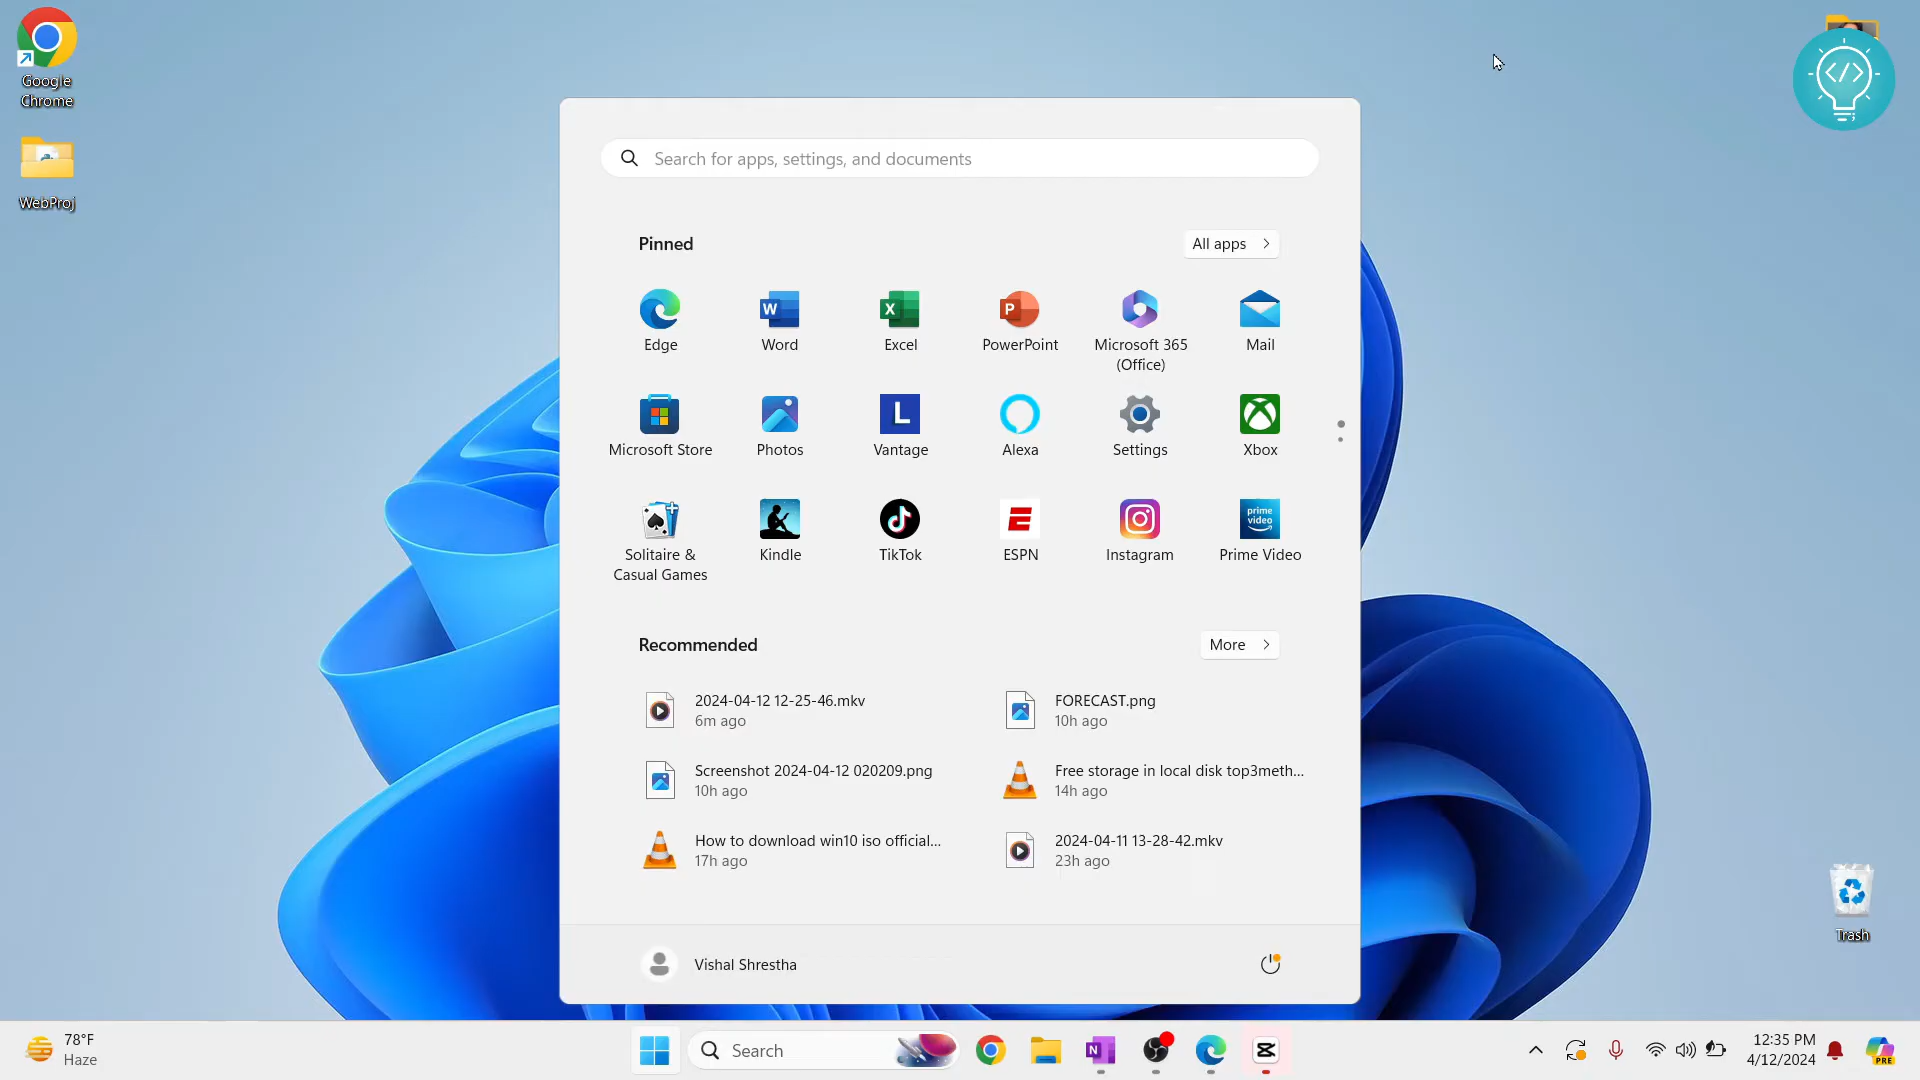 Google
Chrome
WebProj
Search for apps, settings, and documents
Pinned
All apps
Edge
Word
Excel
PowerPoint
Microsoft 365
(Office)
Mail
Microsoft Store
Photos
Vantage
Alexa
Settings
Xbox
Solitaire &
Casual Games
Kindle
TikTok
ESPN
Instagram
prime
video
Prime Video
Recommended
More
2024-04-12 12-25-46.mkv
6m ago
FORECAST.png
10h ago
Screenshot 2024-04-12 020209.png
10h ago
Free storage in local disk top3meth...
14h ago
How to download win10 iso official...
17h ago
2024-04-11 13-28-42.mkv
23h ago
Vishal Shrestha
Trash
78°F
Haze
Search
12:35 PM
4/12/2024
PRE